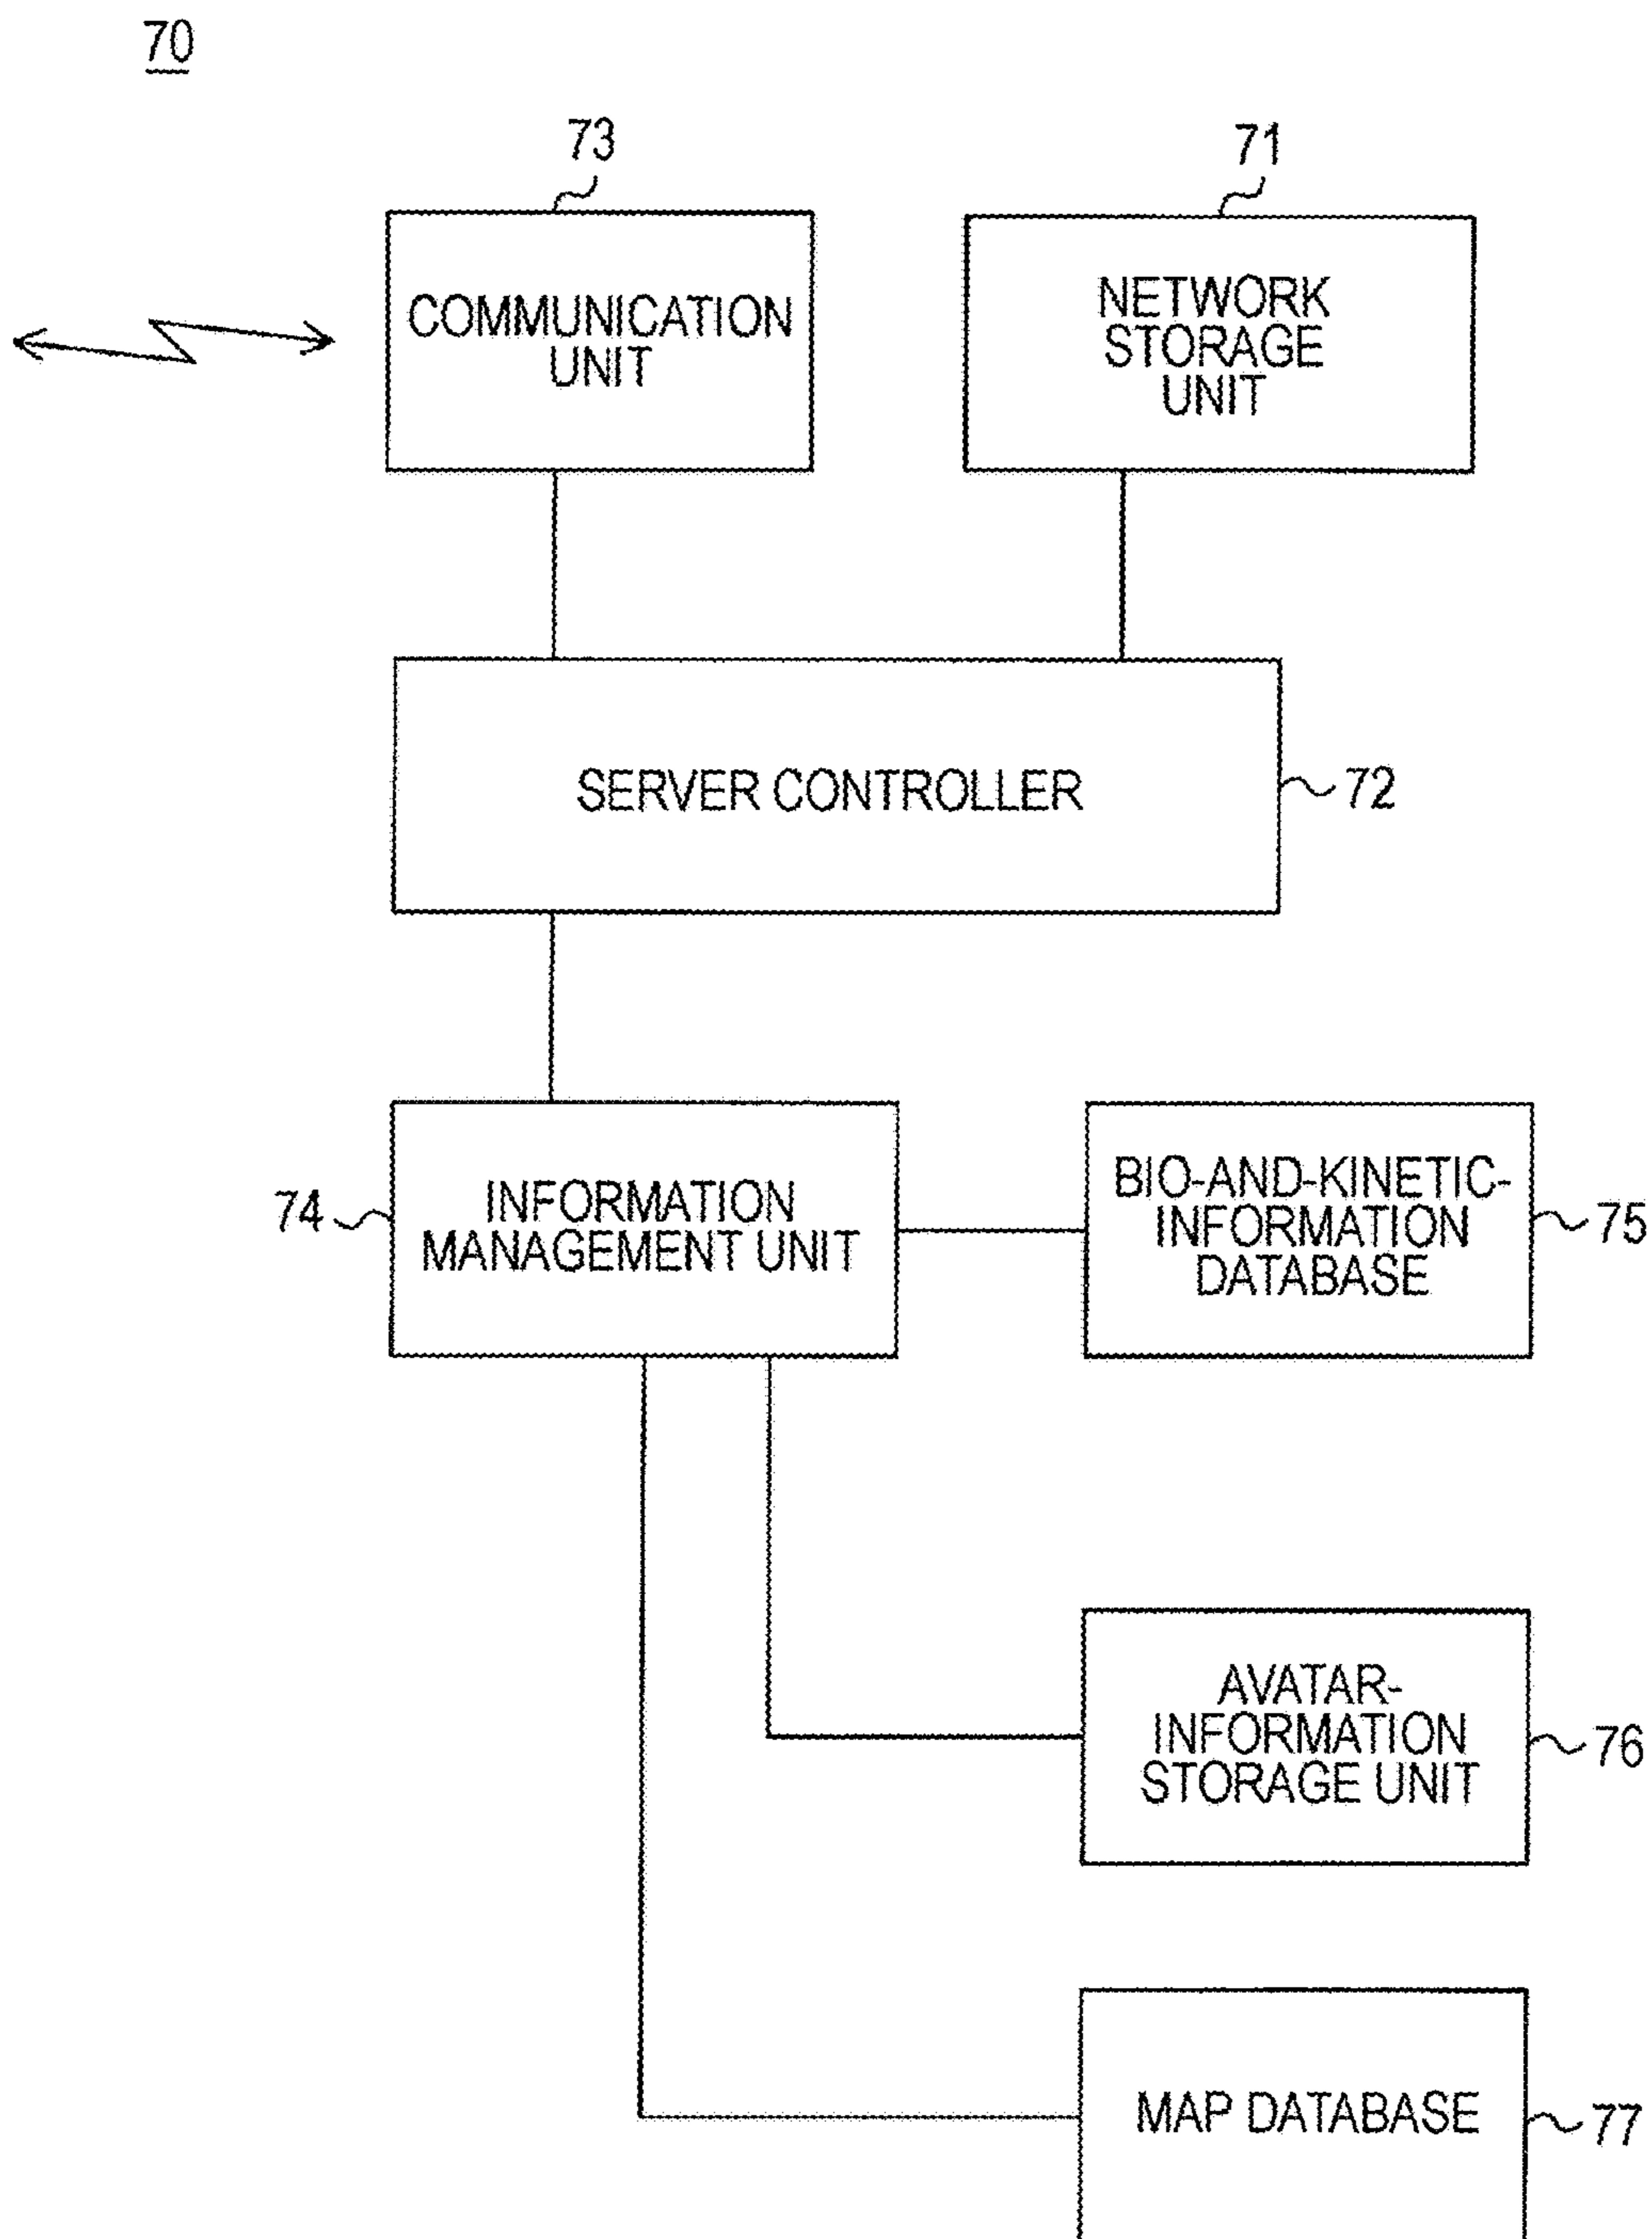 70
73
71
COMMUNICATION
UNIT
NETWORK
STORAGE
UNIT
SERVER CONTROLLER
72
74
INFORMATION
MANAGEMENT UNIT
BIO-AND-KINETIC-
INFORMATION
DATABASE
75
AVATAR-
INFORMATION
STORAGE UNIT
76
MAP DATABASE
77